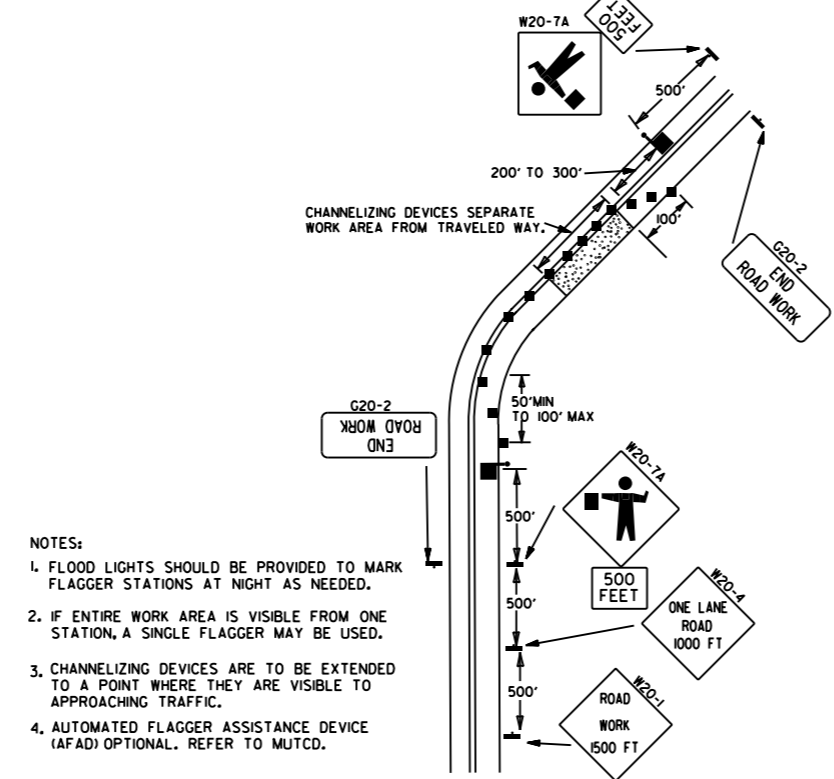 W20-7A
500
FEET
500'
200' TO 300'
CHANNELIZING DEVICES SEPARATE
WORK AREA FROM TRAVELED WAY.
100'
G20-2
END
ROAD WORK
G20-2
END
ROAD WORK
50'MIN
TO 100' MAX
W20-7A
500'
500
FEET
500'
W20-4
ONE LANE
ROAD
1000 FT
500'
W20-1
ROAD
WORK
1500 FT
NOTES:
1. FLOOD LIGHTS SHOULD BE PROVIDED TO MARK
FLAGGER STATIONS AT NIGHT AS NEEDED.
2. IF ENTIRE WORK AREA IS VISIBLE FROM ONE
STATION, A SINGLE FLAGGER MAY BE USED.
3. CHANNELIZING DEVICES ARE TO BE EXTENDED
TO A POINT WHERE THEY ARE VISIBLE TO
APPROACHING TRAFFIC.
4. AUTOMATED FLAGGER ASSISTANCE DEVICE
(AFAD) OPTIONAL. REFER TO MUTCD.